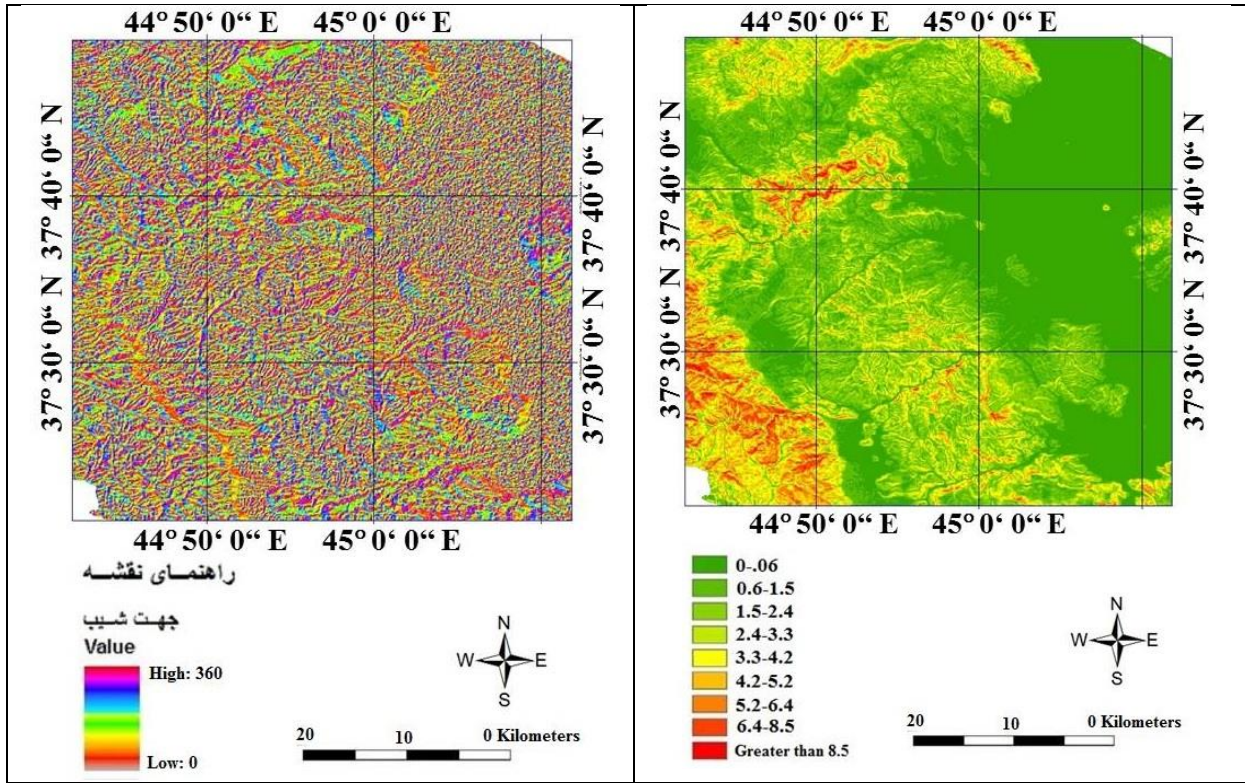 44° 50‘ 0“ E 45° 0‘ 0“ E
37° 40‘ 0“ N
37° 30‘ 0“ N
37° 40‘ 0“ N
37° 30‘ 0“ N
44° 50‘ 0“ E 45° 0‘ 0“ E
راهنمای نقشه
جهت شیب
Value
High: 360
Low: 0
N
W E
S
20 10 0 Kilometers
44° 50‘ 0“ E 45° 0‘ 0“ E
37° 40‘ 0“ N
37° 30‘ 0“ N
37° 40‘ 0“ N
37° 30‘ 0“ N
44° 50‘ 0“ E 45° 0‘ 0“ E
0-.06
0.6-1.5
1.5-2.4
2.4-3.3
3.3-4.2
4.2-5.2
5.2-6.4
6.4-8.5
Greater than 8.5
N
W E
S
20 10 0 Kilometers